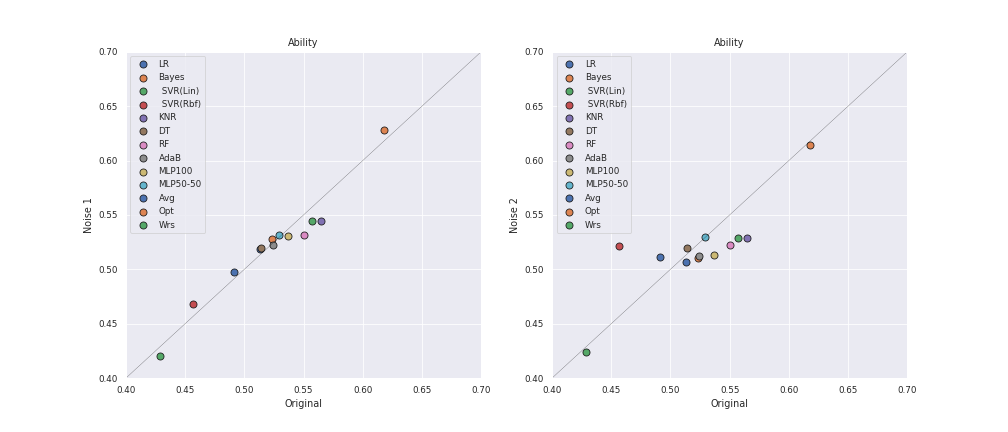 Ability
0.70
0.65
0.60
0.55
0.50
0.45
0.40
Noise 1
LR
Bayes
SVR(Lin)
SVR(Rbf)
KNR
DT
RF
AdaB
MLP100
MLP50-50
Avg
Opt
Wrs
0.40 0.45 0.50 0.55 0.60 0.65 0.70
Original
Ability
0.70
0.65
0.60
0.55
0.50
0.45
0.40
Noise 2
LR
Bayes
SVR(Lin)
SVR(Rbf)
KNR
DT
RF
AdaB
MLP100
MLP50-50
Avg
Opt
Wrs
0.40 0.45 0.50 0.55 0.60 0.65 0.70
Original